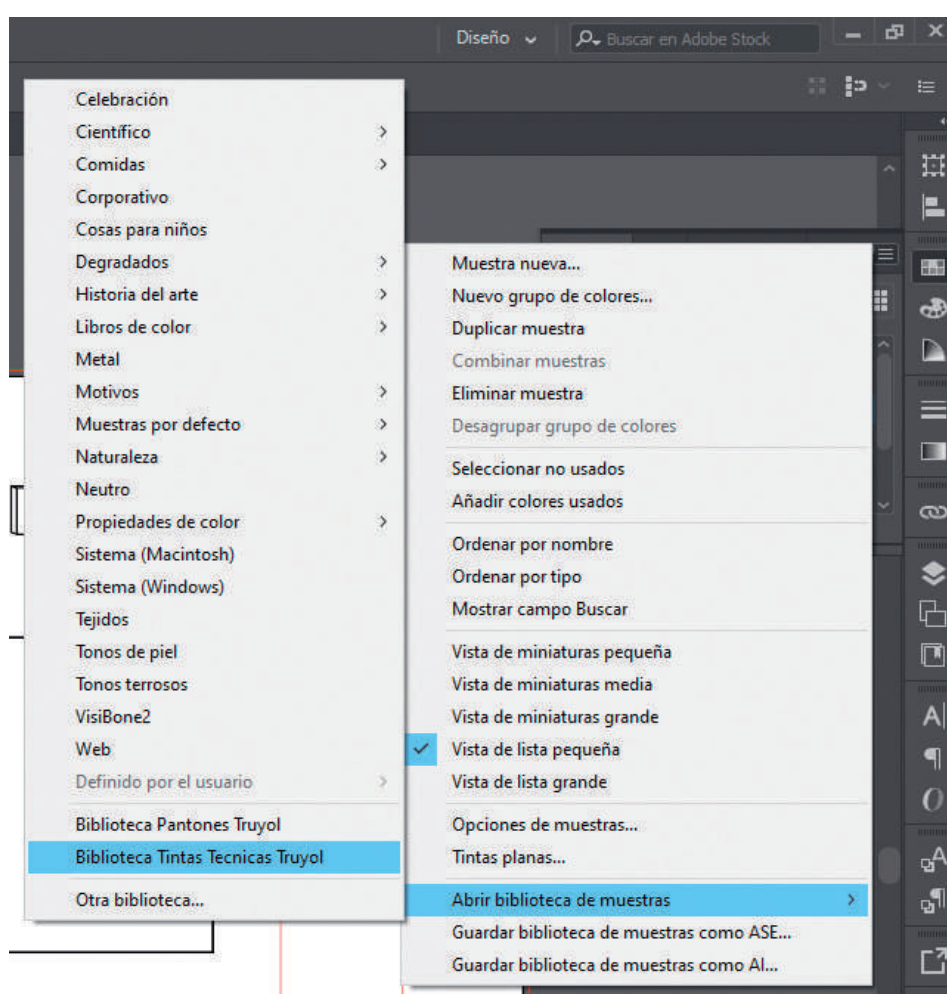 Diseño
Buscar en Adobe Stock
Celebración
Científico
Comidas
Corporativo
Cosas para niños
Degradados
Historia del arte
Libros de color
Metal
Motivos
Muestras por defecto
Naturaleza
Neutro
Propiedades de color
Sistema (Macintosh)
Sistema (Windows)
Tejidos
Tonos de piel
Tonos terrosos
VisiBone2
Web
Definido por el usuario
Biblioteca Pantones Truyol
Biblioteca Tintas Tecnicas Truyol
Otra biblioteca...
Muestra nueva...
Nuevo grupo de colores...
Duplicar muestra
Combinar muestras
Eliminar muestra
Desagrupar grupo de colores
Seleccionar no usados
Añadir colores usados
Ordenar por nombre
Ordenar por tipo
Mostrar campo Buscar
Vista de miniaturas pequeña
Vista de miniaturas media
Vista de miniaturas grande
Vista de lista pequeña
Vista de lista grande
Opciones de muestras...
Tintas planas...
Abrir biblioteca de muestras
Guardar biblioteca de muestras como ASE...
Guardar biblioteca de muestras como AI...